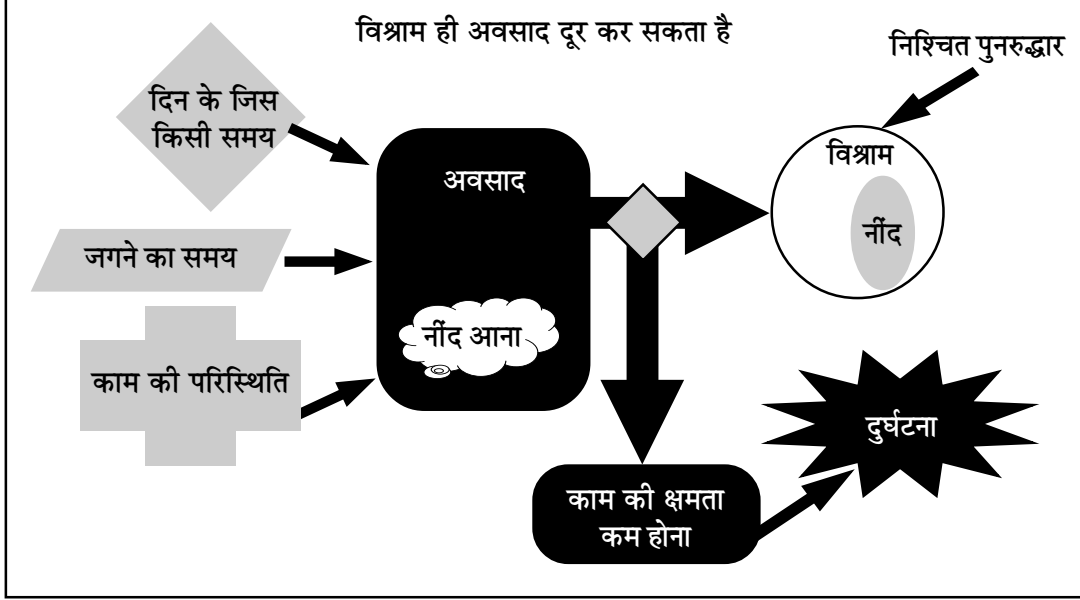 विश्राम ही अवसाद दूर कर सकता है
निश्चित पुनरुद्धार
दिन के जिस
किसी समय
अवसाद
विश्राम
नींद
जगने का समय
नींद आना
काम की परिस्थिति
दुर्घटना
काम की क्षमता
कम होना